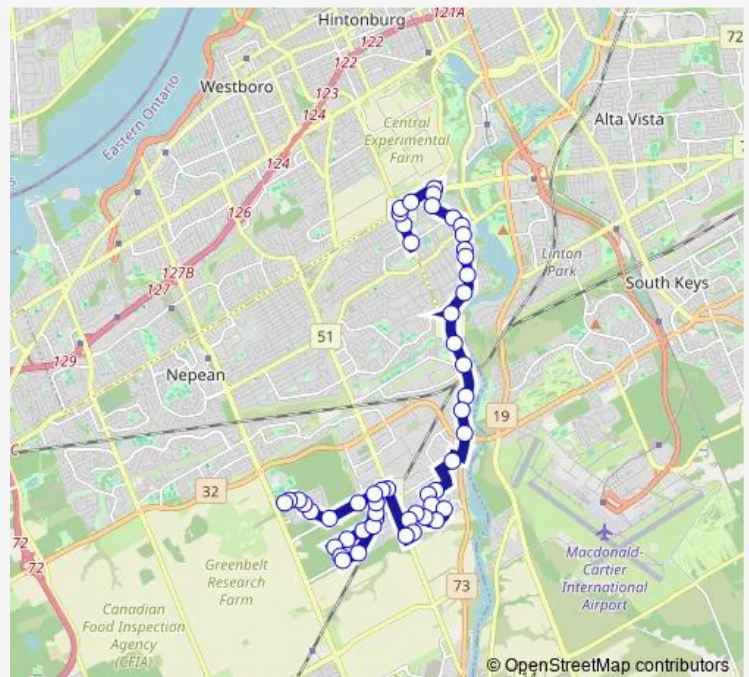 Hintonburg
121A
122
122
72
Westboro
123
124
Eastern Ontario
Central
Experimental
Farm
Alta Vista
124
126
127B
127
Linton
Park
South Keys
129
51
Nepean
19
32
72
72
Greenbelt
Research
Farm
73
Macdonald-
Cartier
International
Airport
Canadian
Food Inspection
Agency
(CFIA)
© OpenStreetMap contributors